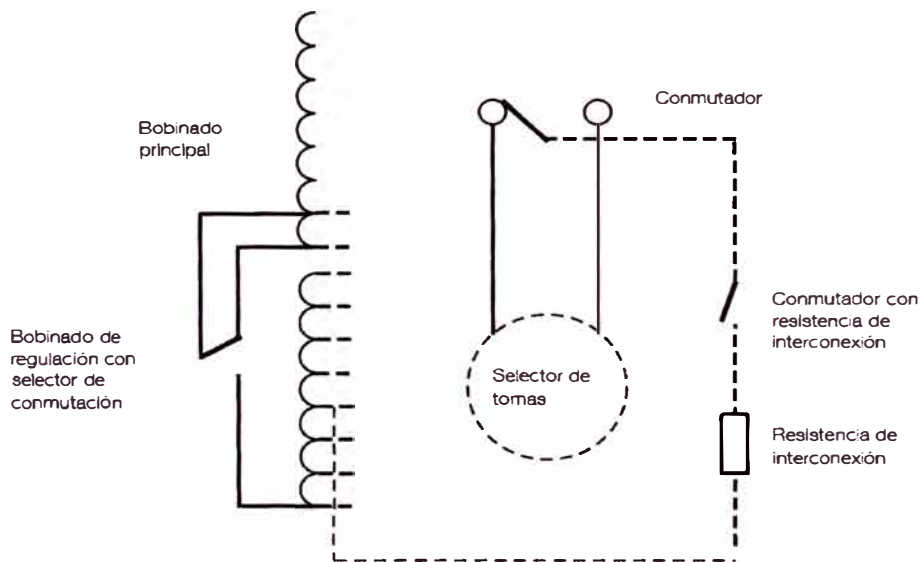 Bobinado
principal
Conmutador
Bobinado de
regulación con
selector de
conmutación
Selector de
tomas
Conmutador con
resistencia de
interconexión
Resistencia de
interconexión